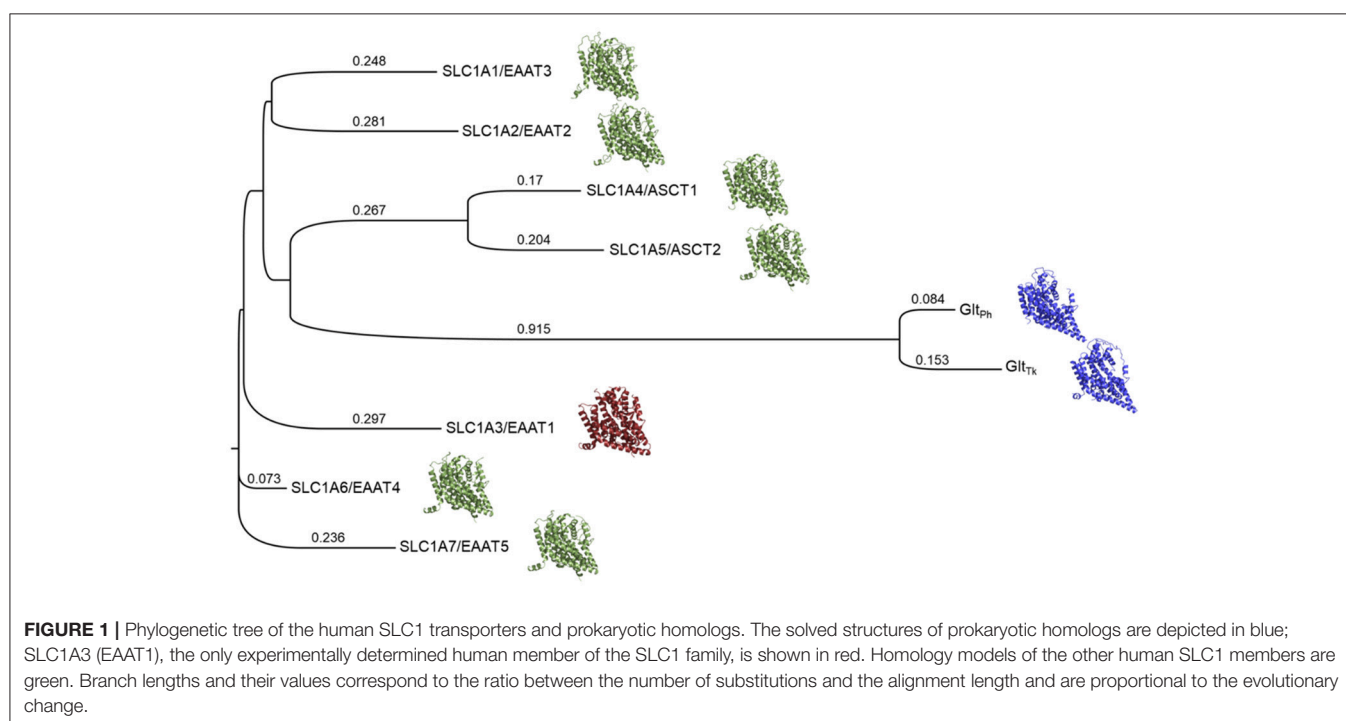 0.248
SLC1A1/EAAT3
0.281
SLC1A2/EAAT2
0.17
SLC1A4/ASCT1
0.267
0.204
SLC1A5/ASCT2
0.084
GltPh
0.915
0.153
GltTk
0.297
SLC1A3/EAAT1
0.073
SLC1A6/EAAT4
0.236
SLC1A7/EAAT5
FIGURE 1 | Phylogenetic tree of the human SLC1 transporters and prokaryotic homologs. The solved structures of prokaryotic homologs are depicted in blue;
SLC1A3 (EAAT1), the only experimentally determined human member of the SLC1 family, is shown in red. Homology models of the other human SLC1 members are
green. Branch lengths and their values correspond to the ratio between the number of substitutions and the alignment length and are proportional to the evolutionary
change.